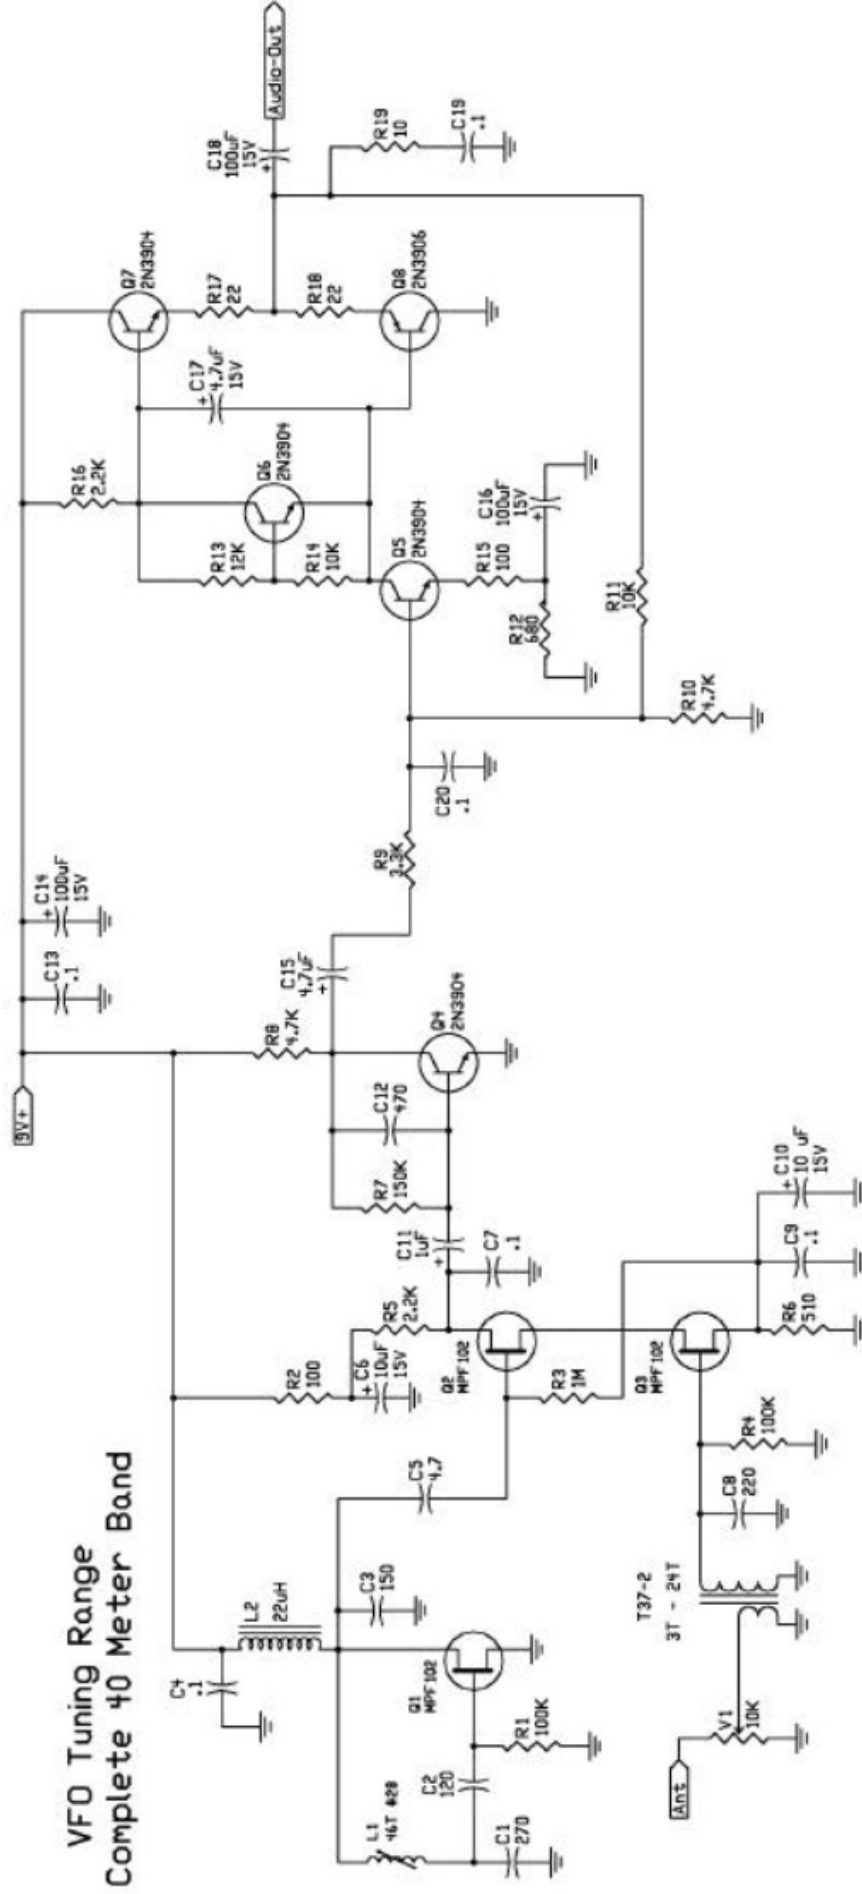 VFO Tuning Range
Complete 40 Meter Band
9V+
C13
.1
C14
+
100uF
15V
R16
2.2K
Q7
2N3904
R17
22
R18
22
Q8
2N3906
C17
+
4.7uF
15V
C18
100uF
15V
+
Audio-Out
R19
10
C19
.1
Q6
2N3904
R13
12K
R14
10K
Q5
2N3904
R15
100
C16
100uF
15V
+
R12
680
R11
10K
R10
4.7K
C20
.1
R9
3.3K
C15
4.7uF
+
R8
4.7K
Q4
2N3904
C12
470
R7
150K
C11
1uF
+
C7
.1
R5
2.2K
R2
100
C6
+
10uF
15V
Q2
MPF102
R3
1M
Q3
MPF102
C10
+
10 uF
15V
C9
.1
R6
510
R4
100K
C8
220
T37-2
3T - 24T
V1
10K
Ant
C5
4.7
C3
150
L2
22uH
C4
.1
Q1
MPF102
R1
100K
C2
120
L1
46T #28
C1
270